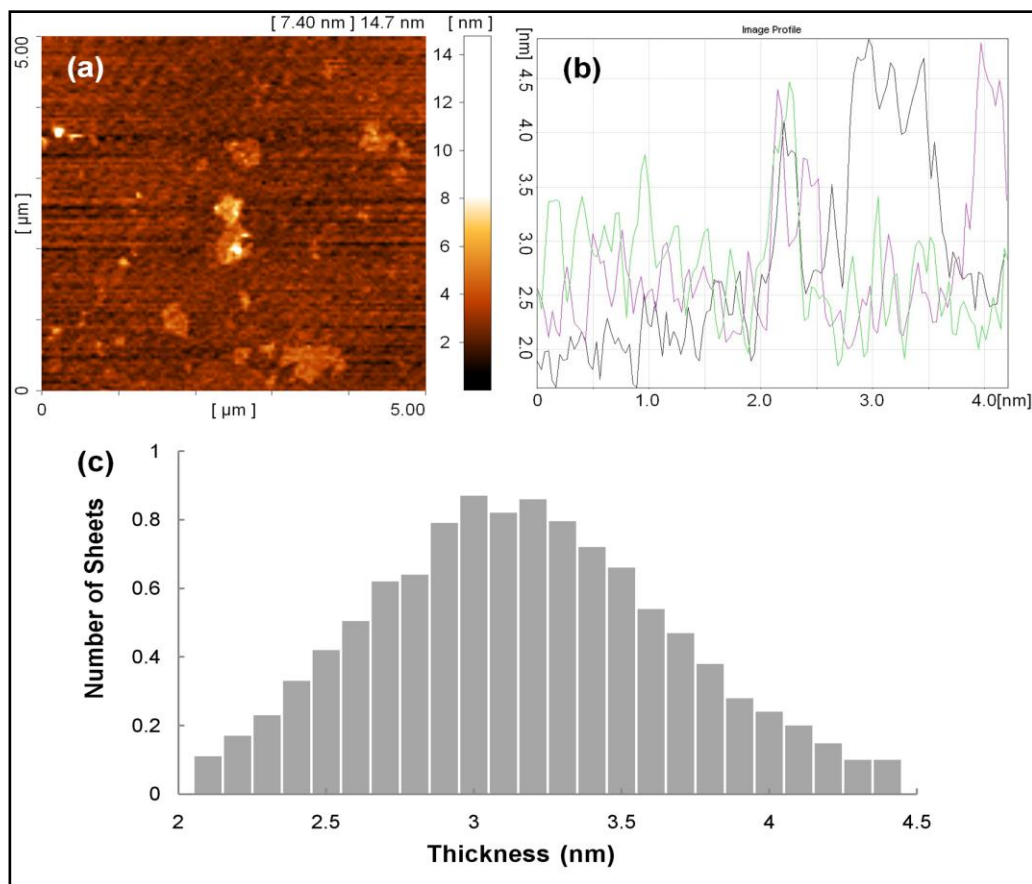 [ 7.40 nm ] 14.7 nm [ nm ]
(a)
5.00
[ µm ]
0
0 [ µm ] 5.00
14
12
10
8
6
4
2
Image Profile
[nm]
(b)
4.5
4.0
3.5
3.0
2.5
2.0
0 1.0 2.0 3.0 4.0[nm]
(c)
Number of Sheets
1
0.8
0.6
0.4
0.2
0
2 2.5 3 3.5 4 4.5
Thickness (nm)